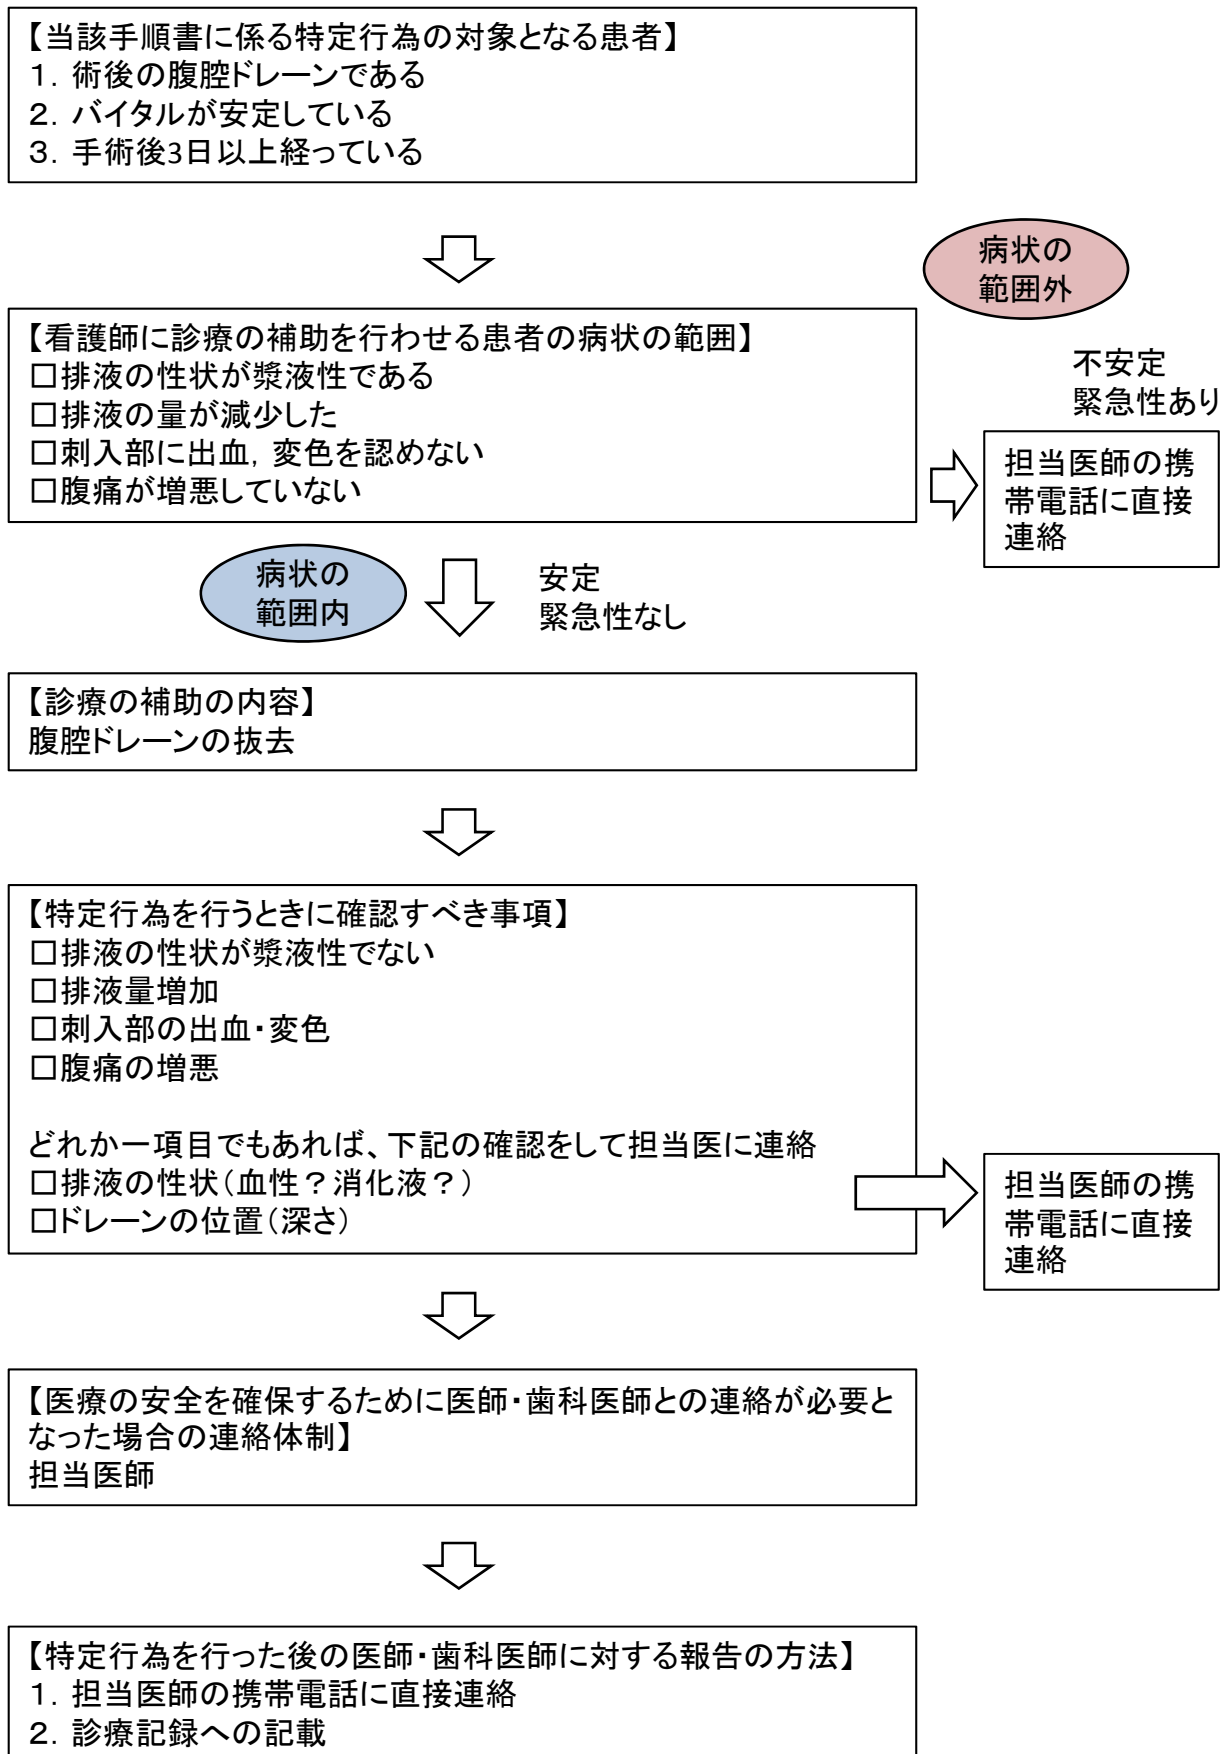 【当該手順書に係る特定行為の対象となる患者】
１．術後の腹腔ドレーンである
２．バイタルが安定している
３．手術後3日以上経っている
病状の
範囲外
【看護師に診療の補助を行わせる患者の病状の範囲】
□排液の性状が漿液性である
□排液の量が減少した
□刺入部に出血，変色を認めない
□腹痛が増悪していない
不安定
緊急性あり
担当医師の携
帯電話に直接
連絡
病状の
範囲内
安定
緊急性なし
【診療の補助の内容】
腹腔ドレーンの抜去
【特定行為を行うときに確認すべき事項】
□排液の性状が漿液性でない
□排液量増加
□刺入部の出血・変色
□腹痛の増悪
どれか一項目でもあれば、下記の確認をして担当医に連絡
□排液の性状（血性？消化液？）
□ドレーンの位置（深さ）
担当医師の携
帯電話に直接
連絡
【医療の安全を確保するために医師・歯科医師との連絡が必要と
なった場合の連絡体制】
担当医師
【特定行為を行った後の医師・歯科医師に対する報告の方法】
１．担当医師の携帯電話に直接連絡
２．診療記録への記載